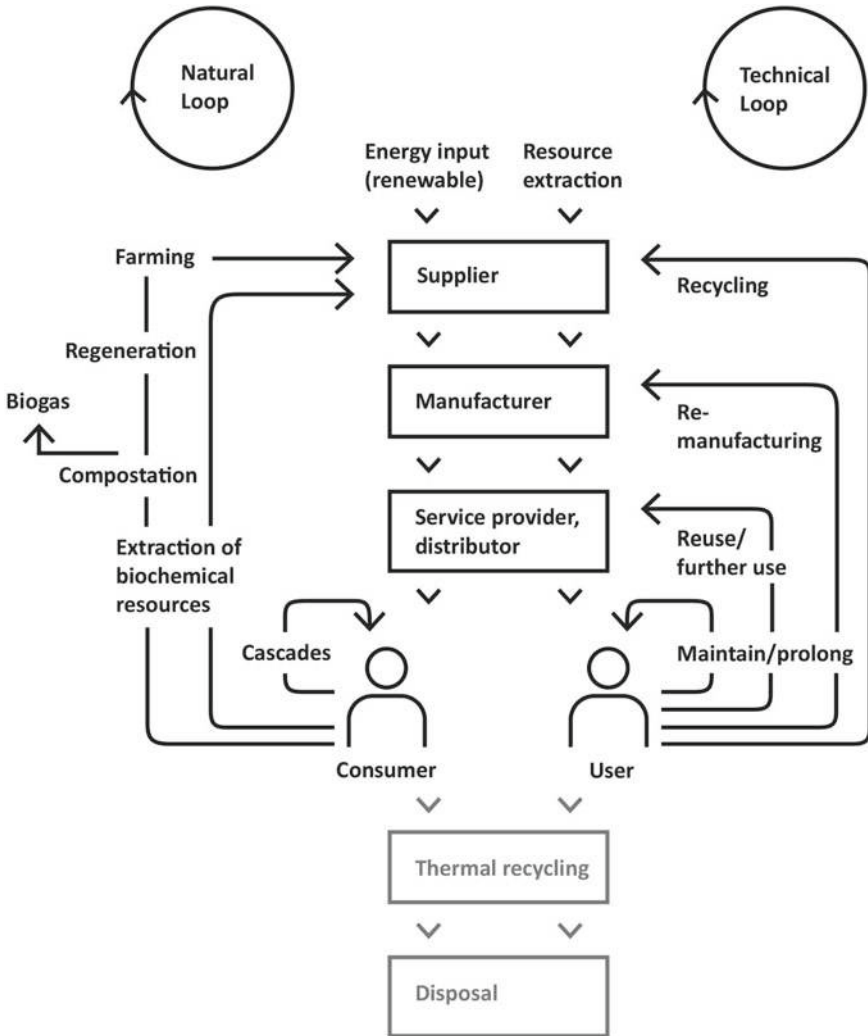 Natural
Loop
Technical
Loop
Energy input
(renewable)
Resource
extraction
Farming
Supplier
Recycling
Regeneration
Biogas
Manufacturer
Re-
manufacturing
Compostation
Service provider,
distributor
Extraction of
biochemical
resources
Reuse/
further use
Cascades
Maintain/prolong
Consumer
User
Thermal recycling
Disposal